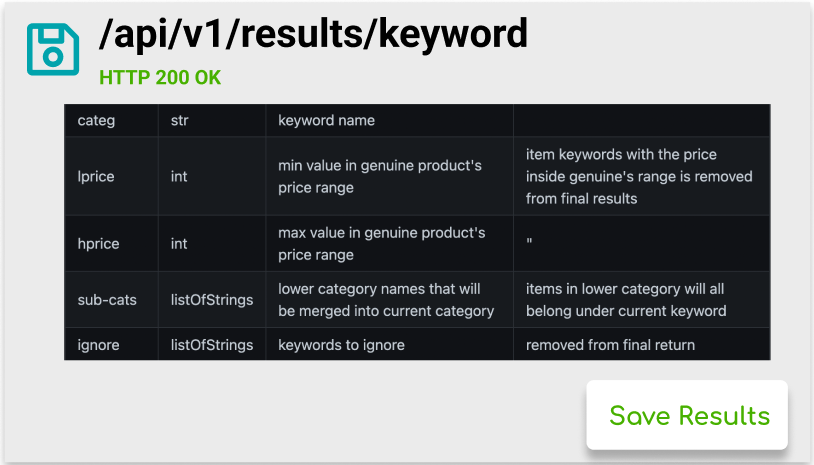 /api/v1/results/keyword
HTTP 200 OK
categ str keyword name
lprice int min value in genuine product's price range item keywords with the price inside genuine's range is removed from final results
hprice int max value in genuine product's price range "
sub-cats listOfStrings lower category names that will be merged into current category items in lower category will all belong under current keyword
ignore listOfStrings keywords to ignore removed from final return
Save Results